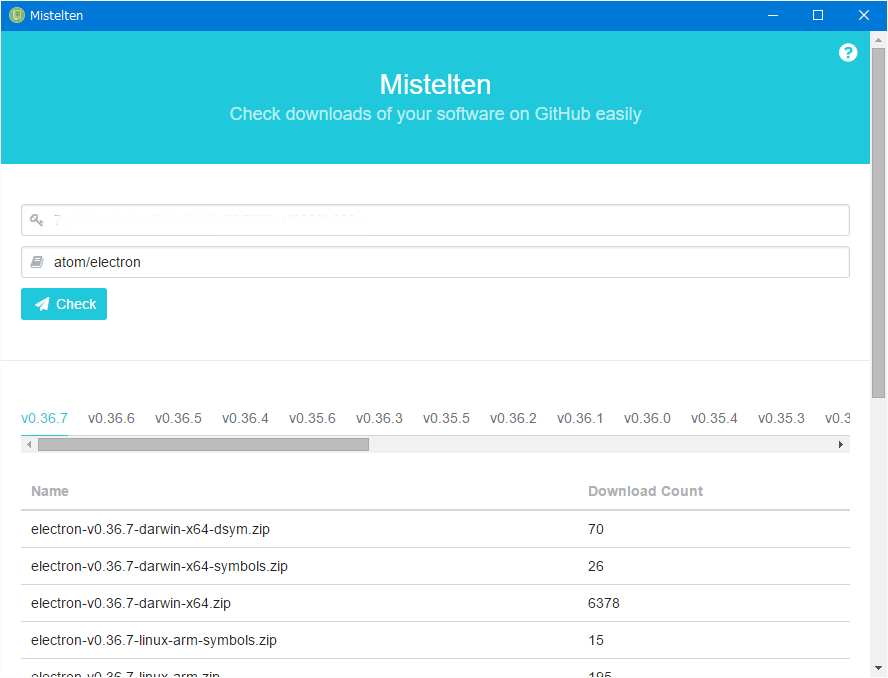 Mistelten
Mistelten
Check downloads of your software on GitHub easily
atom/electron
Check
v0.36.7 v0.36.6 v0.36.5 v0.36.4 v0.35.6 v0.36.3 v0.35.5 v0.36.2 v0.36.1 v0.36.0 v0.35.4 v0.35.3 v0.3
Name Download Count
electron-v0.36.7-darwin-x64-dsym.zip 70
electron-v0.36.7-darwin-x64-symbols.zip 26
electron-v0.36.7-darwin-x64.zip 6378
electron-v0.36.7-linux-arm-symbols.zip 15
electron-v0.36.7-linux-arm.zip 195